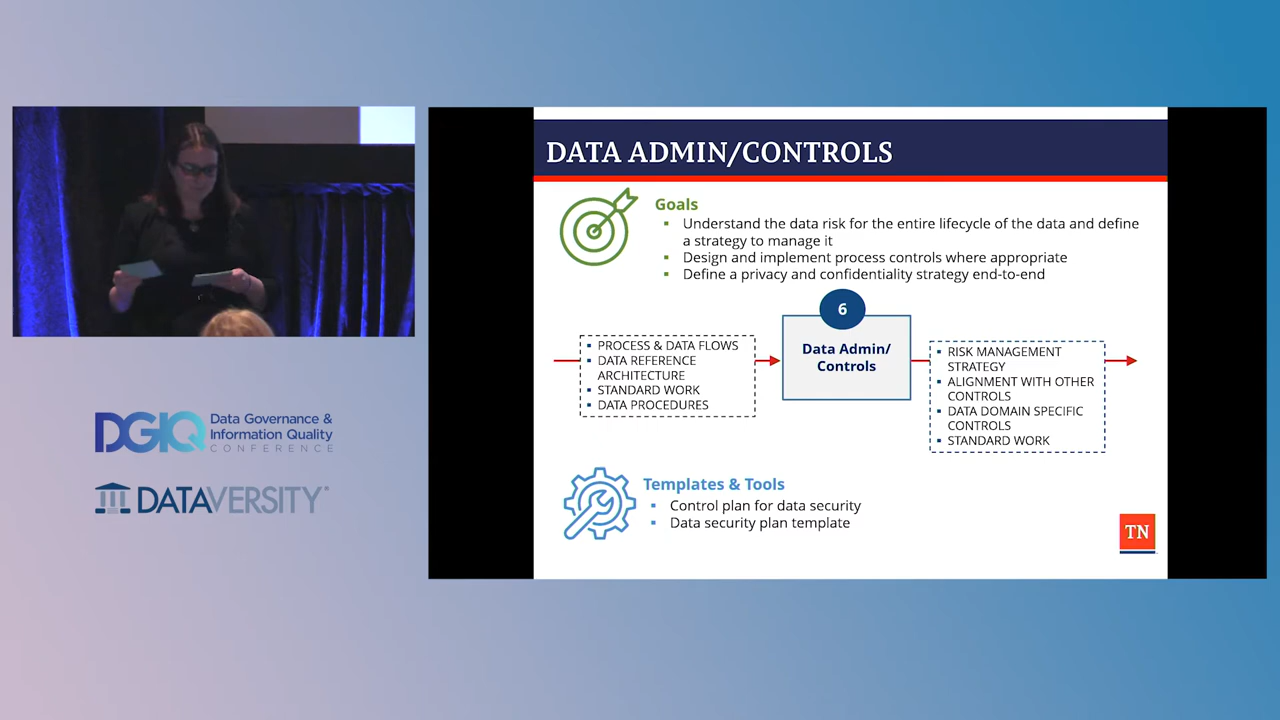 DATA ADMIN/CONTROLS
Goals
▪ Understand the data risk for the entire lifecycle of the data and define
a strategy to manage it
▪ Design and implement process controls where appropriate
▪ Define a privacy and confidentiality strategy end-to-end
6
Data Admin/
Controls
▪ PROCESS & DATA FLOWS
▪ DATA REFERENCE
ARCHITECTURE
▪ STANDARD WORK
▪ DATA PROCEDURES
▪ RISK MANAGEMENT
STRATEGY
▪ ALIGNMENT WITH OTHER
CONTROLS
▪ DATA DOMAIN SPECIFIC
CONTROLS
▪ STANDARD WORK
Templates & Tools
▪ Control plan for data security
▪ Data security plan template
TN
DGIQ
Data Governance &
Information Quality
CONFERENCE
DATAVERSITY